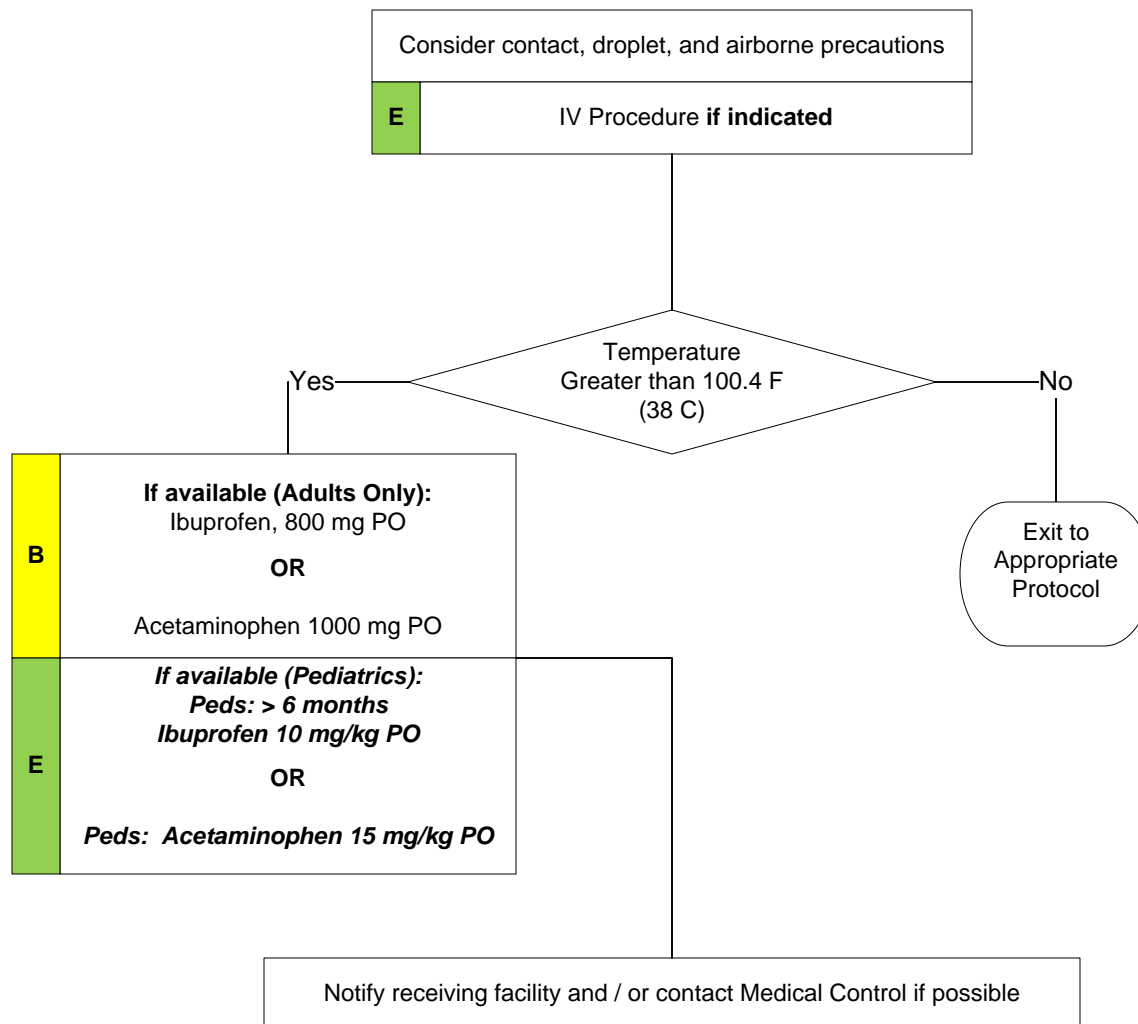 Consider contact, droplet, and airborne precautions
E
IV Procedure if indicated
Temperature
Greater than 100.4 F
(38 C)
Yes
No
B
If available (Adults Only):
Ibuprofen, 800 mg PO
OR
Acetaminophen 1000 mg PO
Exit to
Appropriate
Protocol
E
If available (Pediatrics):
Peds: > 6 months
Ibuprofen 10 mg/kg PO
OR
Peds: Acetaminophen 15 mg/kg PO
Notify receiving facility and / or contact Medical Control if possible